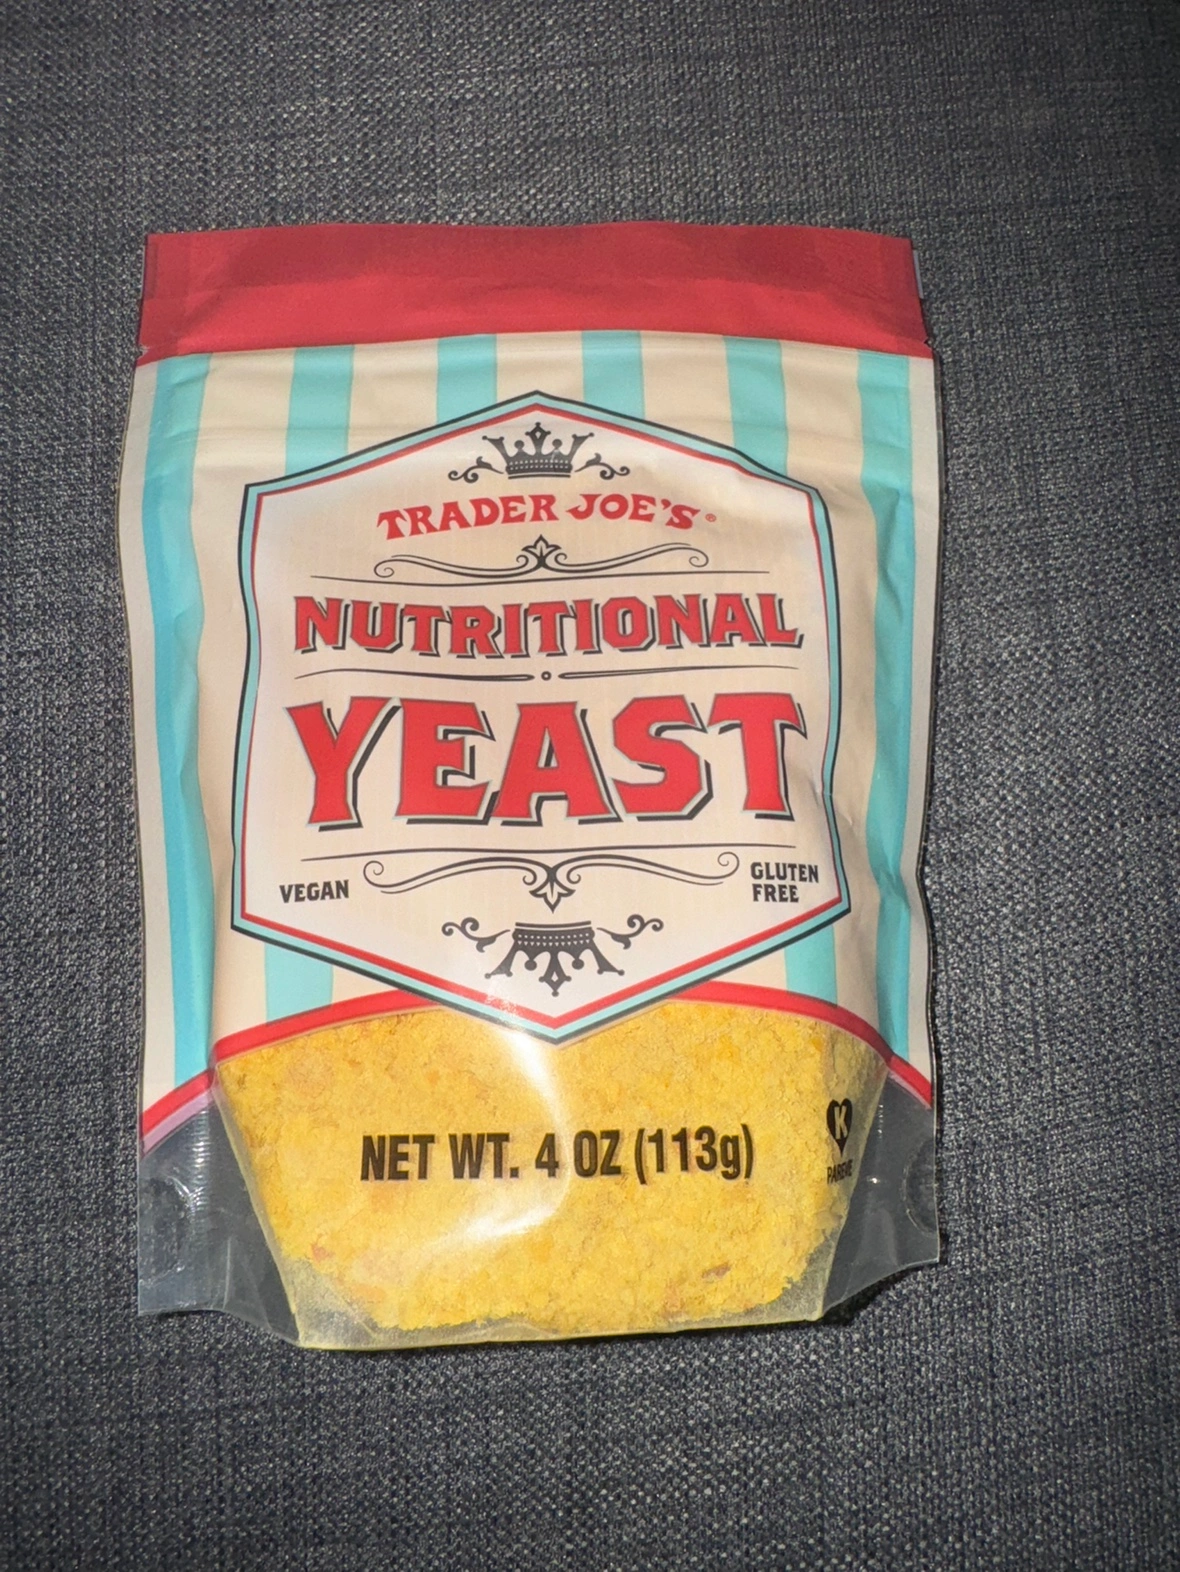 TRADER JOE'S®
NUTRITIONAL
YEAST
VEGAN
GLUTEN
FREE
NET WT. 4 OZ (113g)
K
PAREVE